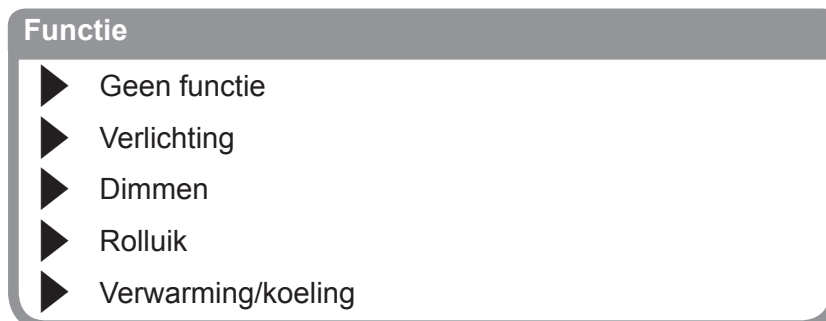 Functie
Geen functie
Verlichting
Dimmen
Rolluik
Verwarming/koeling